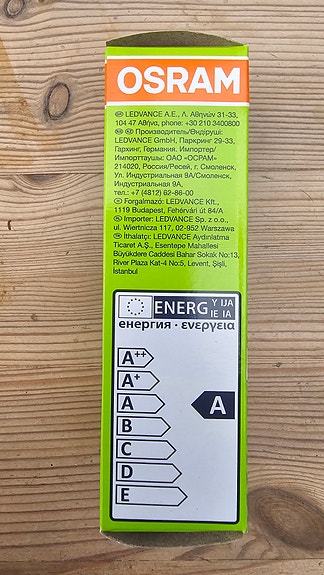 OSRAM
GR LEDVANCE A.E., Λ. Αθηνών 31-33,
104 47 Αθήνα, phone: +30 210 3400800
Производитель/Өндіруші:
LEDVANCE GmbH, Паркринг 29-33,
Гархинг, Германия. Импортер/
Импорттаушы: ОАО «ОСРАМ»
214020, Россия/Ресей, г. Смоленск,
Ул. Индустриальная 9А/Смоленск,
Индустриальная 9А,
тел.: +7 (4812) 62-86-00
Forgalmazó: LEDVANCE Kft.,
1119 Budapest, Fehérvári út 84/A
Importer: LEDVANCE Sp. z o.o.,
ul. Wiertnicza 117, 02-952 Warszawa
İthalatçı: LEDVANCE Aydınlatma
Ticaret A.Ş., Esentepe Mahallesi
Büyükdere Caddesi Bahar Sokak No:13,
River Plaza Kat-4 No:5, Levent, Şişli,
İstanbul
ENERG Y IJA
IE IA
енергия · ενεργεια
A++
A+
A
A
B
C
D
E